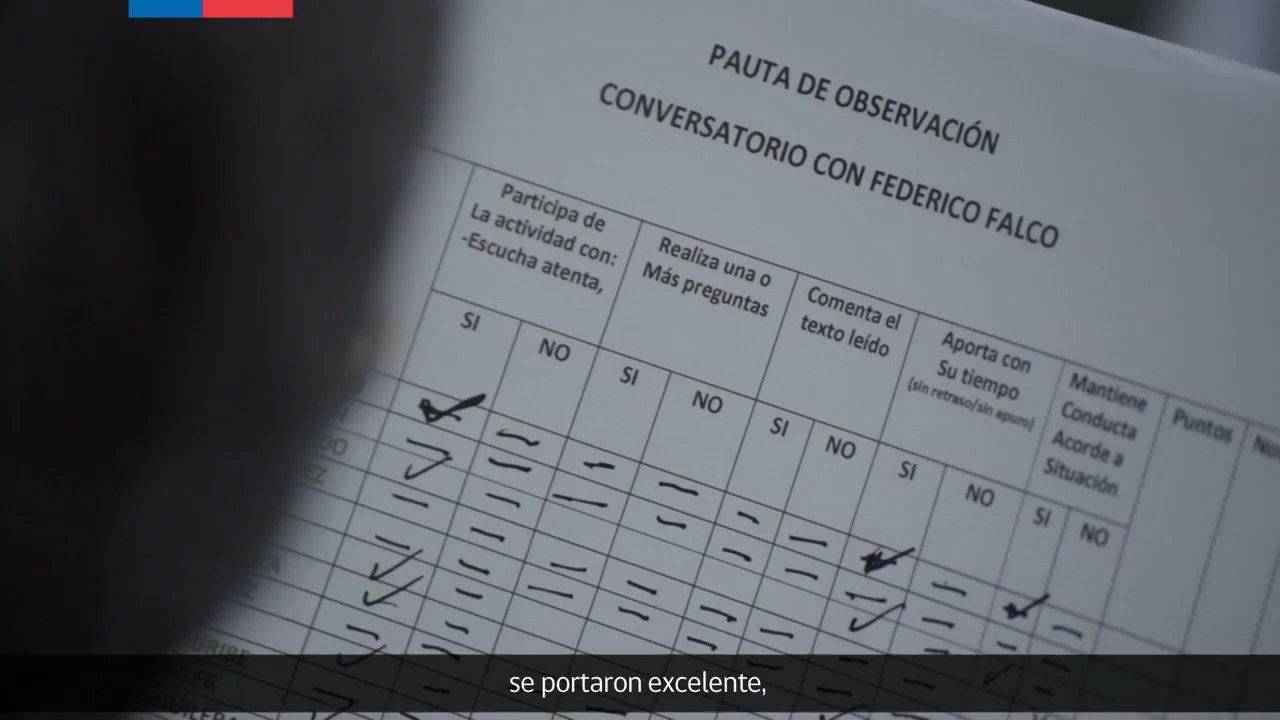 PAUTA DE OBSERVACIÓN
CONVERSATORIO CON FEDERICO FALCO
Participa de
La actividad con:
-Escucha atenta,
Realiza una o
Más preguntas
Comenta el
texto leído
Aporta con
Su tiempo
(sin retraso/sin apuro)
Mantiene
Conducta
Acorde a
Situación
Puntos
SI NO SI NO SI NO SI NO SI NO
se portaron excelente,